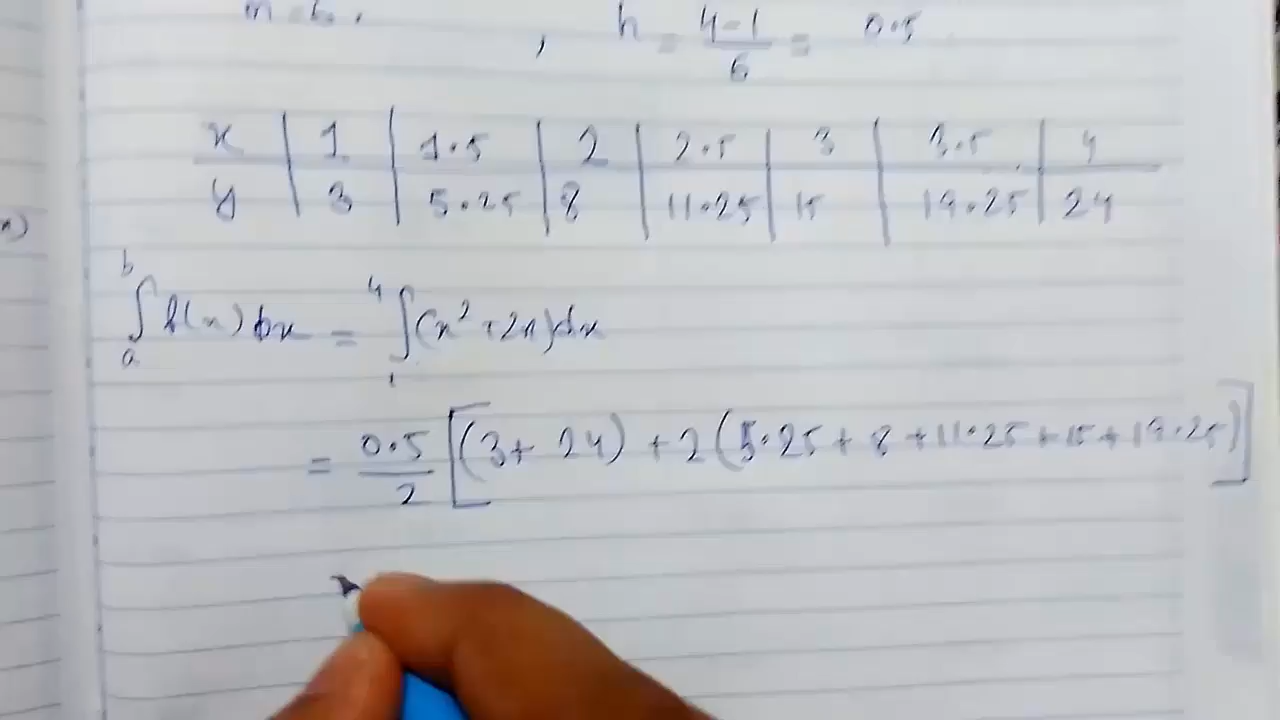 , h = 4-1/6 = 0.5
x | 1 | 1.5 | 2 | 2.5 | 3 | 3.5 | 4
y | 3 | 5.25 | 8 | 11.25 | 15 | 19.25 | 24
∫_a^b f(x) dx = ∫_1^4 (x² + 2x) dx
= 0.5/2 [(3+ 24) + 2 (5.25 + 8 + 11.25 + 15 + 19.25)]